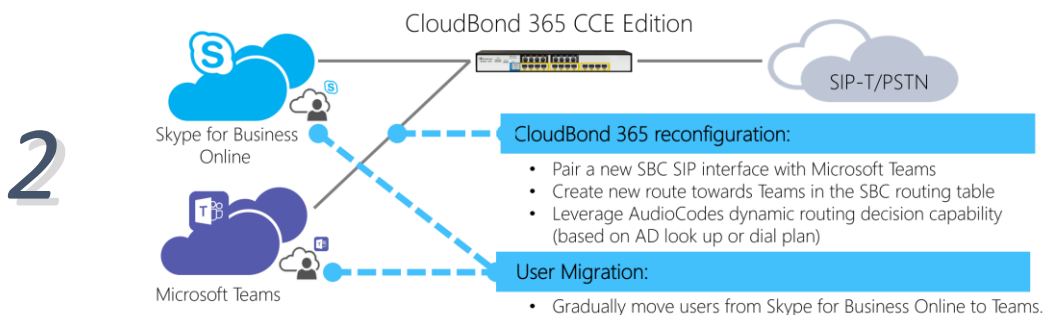 CloudBond 365 CCE Edition
S
S
SIP-T/PSTN
Skype for Business
Online
2
CloudBond 365 reconfiguration:
• Pair a new SBC SIP interface with Microsoft Teams
• Create new route towards Teams in the SBC routing table
• Leverage AudioCodes dynamic routing decision capability
(based on AD look up or dial plan)
T
T
Microsoft Teams
User Migration:
• Gradually move users from Skype for Business Online to Teams.